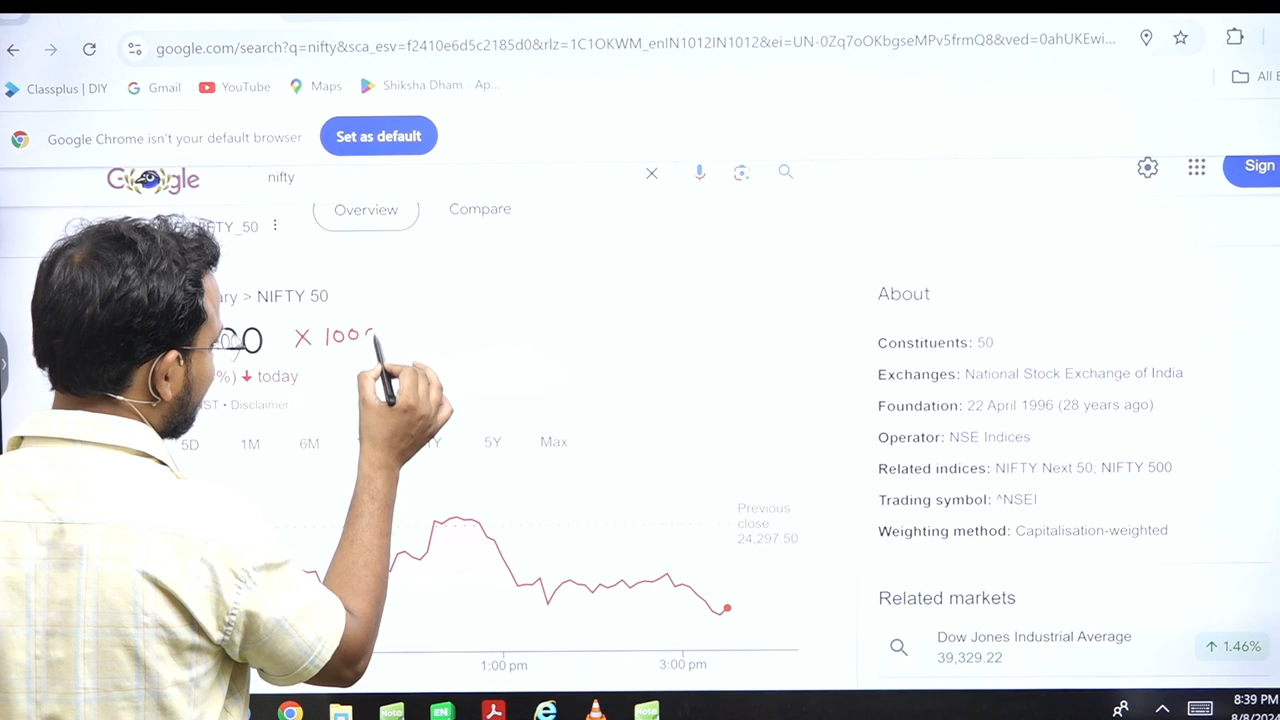 google.com/search?q=nifty&sca_esv=f2410e6d5c2185d0&rlz=1C1OKWM_enIN1012IN1012&ei=UN-0Zq7oOKbgseMPv5frmQ8&ved=0ahUKEwi...
Classplus | DIY Gmail YouTube Maps Shiksha Dham - Ap... All
Google Chrome isn't your default browser Set as default
Google nifty Sign
NIFTY_50 Overview Compare
> NIFTY 50
X 100
%) ↓ today
• Disclaimer
5D 1M 6M 5Y Max
Previous
close
24,297.50
1:00 pm 3:00 pm
About
Constituents: 50
Exchanges: National Stock Exchange of India
Foundation: 22 April 1996 (28 years ago)
Operator: NSE Indices
Related indices: NIFTY Next 50, NIFTY 500
Trading symbol: ^NSEI
Weighting method: Capitalisation-weighted
Related markets
Dow Jones Industrial Average
39,329.22 ↑ 1.46%
Note EN Note
8:39 PM